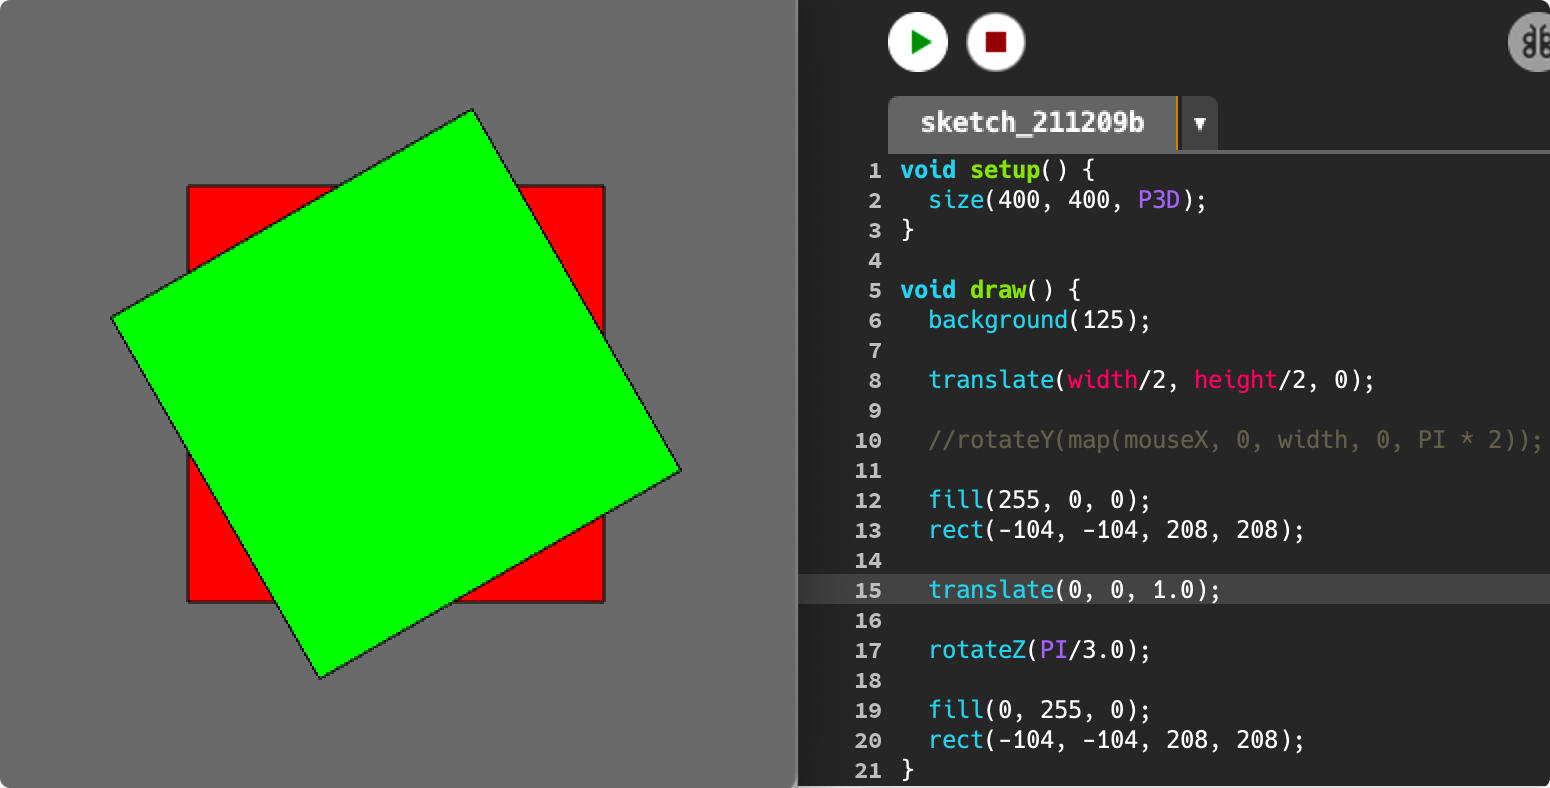 sketch_211209b ▼
1 void setup() {
2 size(400, 400, P3D);
3 }
4
5 void draw() {
6 background(125);
7
8 translate(width/2, height/2, 0);
9
10 //rotateY(map(mouseX, 0, width, 0, PI * 2));
11
12 fill(255, 0, 0);
13 rect(-104, -104, 208, 208);
14
15 translate(0, 0, 1.0);
16
17 rotateZ(PI/3.0);
18
19 fill(0, 255, 0);
20 rect(-104, -104, 208, 208);
21 }